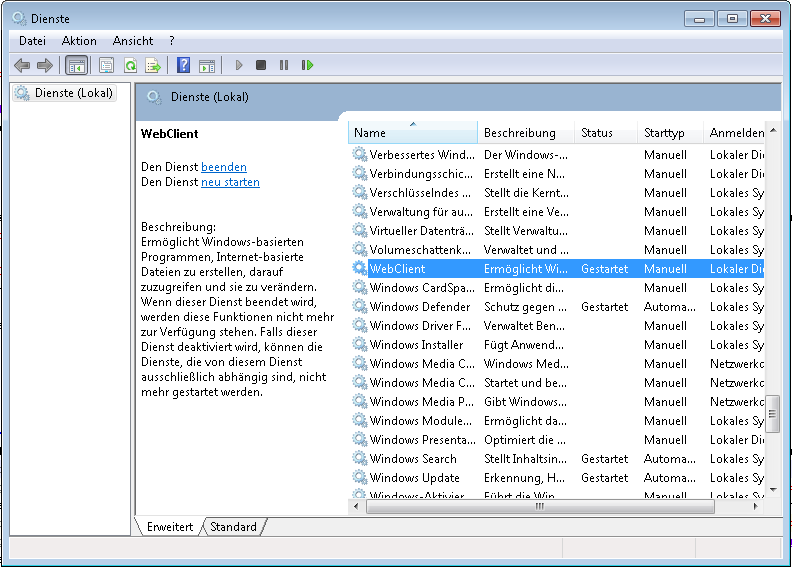 Dienste
Datei Aktion Ansicht ?
Dienste (Lokal)
Dienste (Lokal)
WebClient
Den Dienst beenden
Den Dienst neu starten
Beschreibung:
Ermöglicht Windows-basierten
Programmen, Internet-basierte
Dateien zu erstellen, darauf
zuzugreifen und sie zu verändern.
Wenn dieser Dienst beendet wird,
werden diese Funktionen nicht mehr
zur Verfügung stehen. Falls dieser
Dienst deaktiviert wird, können die
Dienste, die von diesem Dienst
ausschließlich abhängig sind, nicht
mehr gestartet werden.
Name Beschreibung Status Starttyp Anmelden
Verbessertes Wind... Der Windows-... Manuell Lokaler Di
Verbindungsschic... Erstellt eine N... Manuell Lokaler Di
Verschlüsselndes ... Stellt die Kernt... Manuell Lokales Sy
Verwaltung für au... Erstellt eine Ve... Manuell Lokales Sy
Virtueller Datenträ... Stellt Verwaltu... Manuell Lokales Sy
Volumeschattenk... Verwaltet und ... Manuell Lokales Sy
WebClient Ermöglicht Wi... Gestartet Manuell Lokaler Di
Windows CardSpa... Ermöglicht di... Manuell Lokales Sy
Windows Defender Schutz gegen ... Gestartet Automa... Lokales Sy
Windows Driver F... Verwaltet Ben... Manuell Lokales Sy
Windows Installer Fügt Anwend... Manuell Lokales Sy
Windows Media C... Windows Med... Manuell Netzwerkd
Windows Media C... Startet und be... Manuell Netzwerkd
Windows Media P... Gibt Windows... Manuell Netzwerkd
Windows Module... Ermöglicht da... Manuell Lokales Sy
Windows Presenta... Optimiert die ... Manuell Lokaler Di
Windows Search Stellt Inhaltsin... Gestartet Automa... Lokales Sy
Windows Update Erkennung, H... Gestartet Automa... Lokales Sy
Windows-Aktivier... Führt die Win... Manuell Lokales Sy
Erweitert Standard